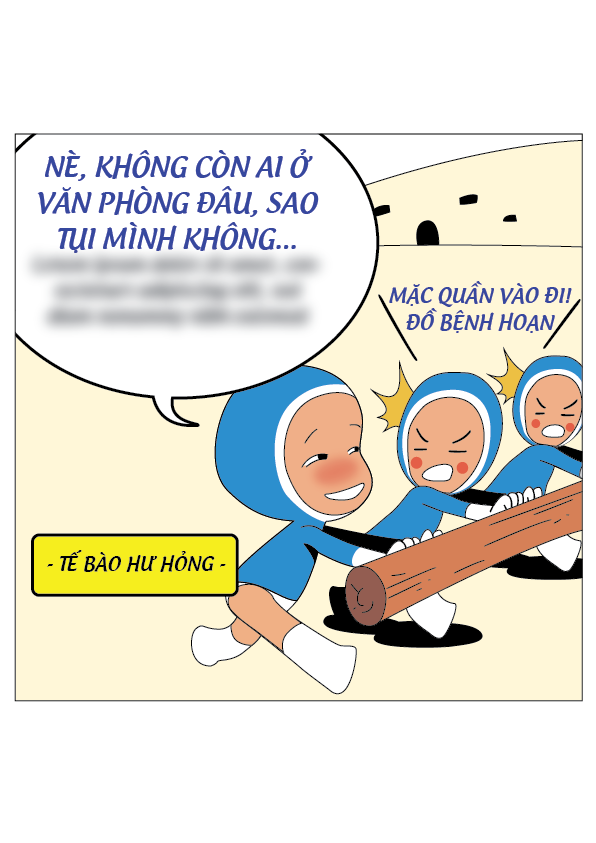 NÈ, KHÔNG CÒN AI Ở
VĂN PHÒNG ĐÂU, SAO
TỤI MÌNH KHÔNG...
MẶC QUẦN VÀO ĐI!
ĐỒ BỆNH HOẠN
- TẾ BÀO HƯ HỎNG -